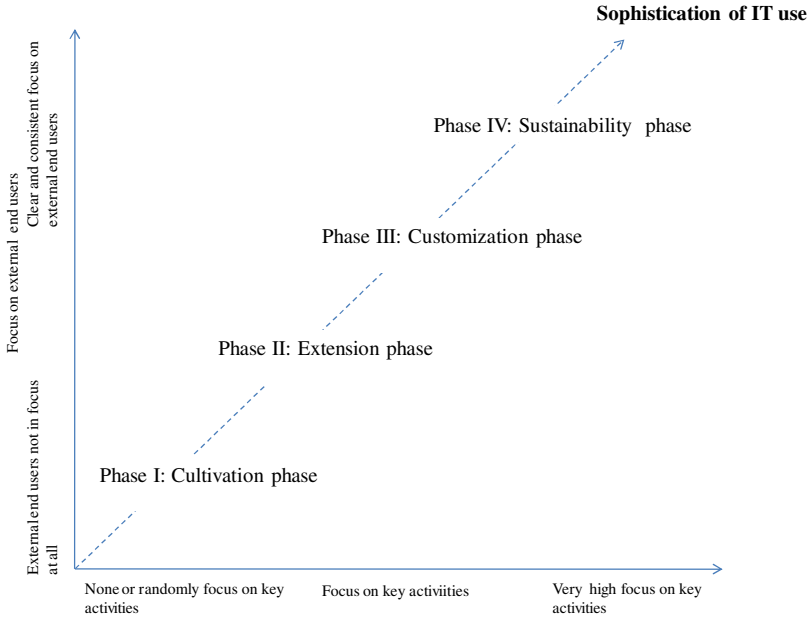 Sophistication of IT use
Phase IV: Sustainability phase
Phase III: Customization phase
Phase II: Extension phase
Phase I: Cultivation phase
Focus on external end users
Clear and consistent focus on
external end users
External end users not in focus
at all
None or randomly focus on key
activities
Focus on key activiities
Very high focus on key
activities